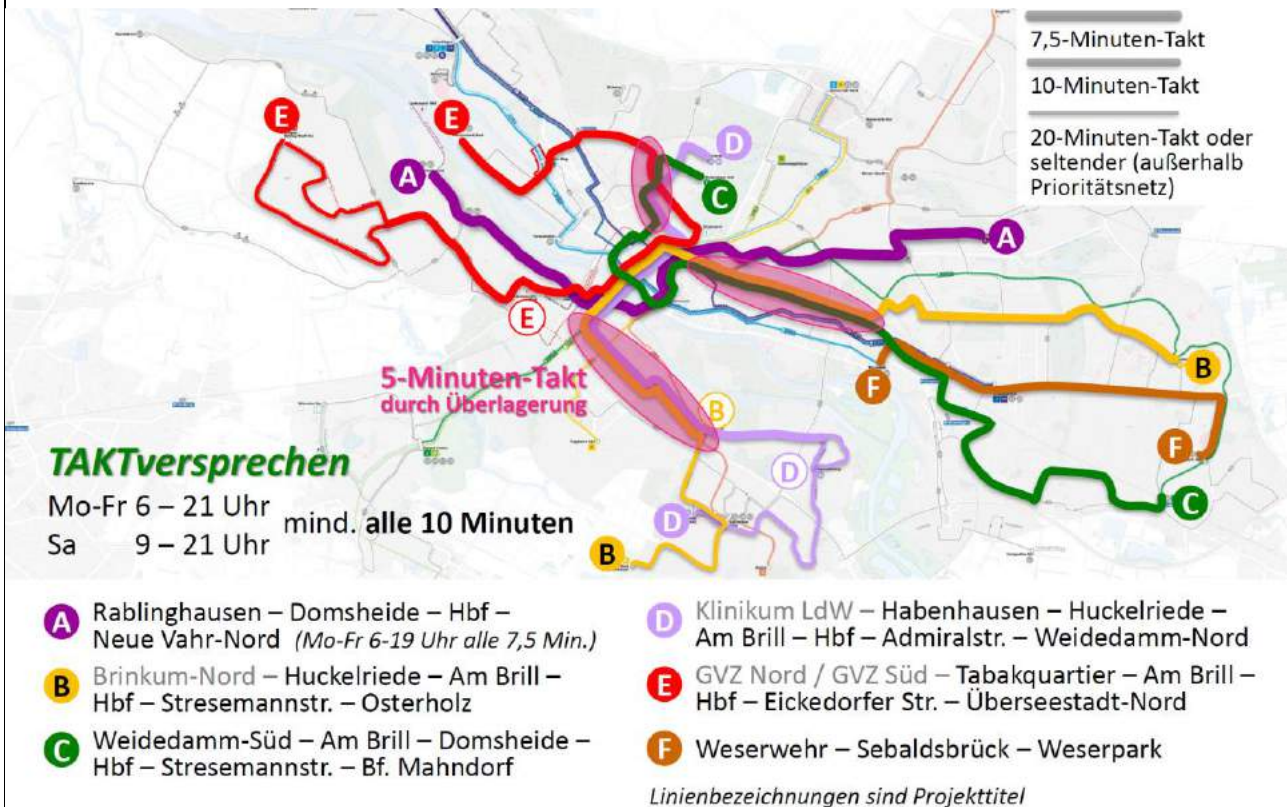 7,5-Minuten-Takt
10-Minuten-Takt
20-Minuten-Takt oder
seltender (außerhalb
Prioritätsnetz)
E
E
D
A
C
A
E
B
F
5-Minuten-Takt
durch Überlagerung
B
F
D
C
D
B
TAKTversprechen
Mo-Fr 6 – 21 Uhr
Sa 9 – 21 Uhr
mind. alle 10 Minuten
A Rablinghausen – Domsheide – Hbf –
Neue Vahr-Nord (Mo-Fr 6-19 Uhr alle 7,5 Min.)
B Brinkum-Nord – Huckelriede – Am Brill –
Hbf – Stresemannstr. – Osterholz
C Weidedamm-Süd – Am Brill – Domsheide –
Hbf – Stresemannstr. – Bf. Mahndorf
D Klinikum LdW – Habenhausen – Huckelriede –
Am Brill – Hbf – Admiralstr. – Weidedamm-Nord
E GVZ Nord / GVZ Süd – Tabakquartier – Am Brill –
Hbf – Eickedorfer Str. – Überseestadt-Nord
F Weserwehr – Sebaldsbrück – Weserpark
Linienbezeichnungen sind Projekttitel